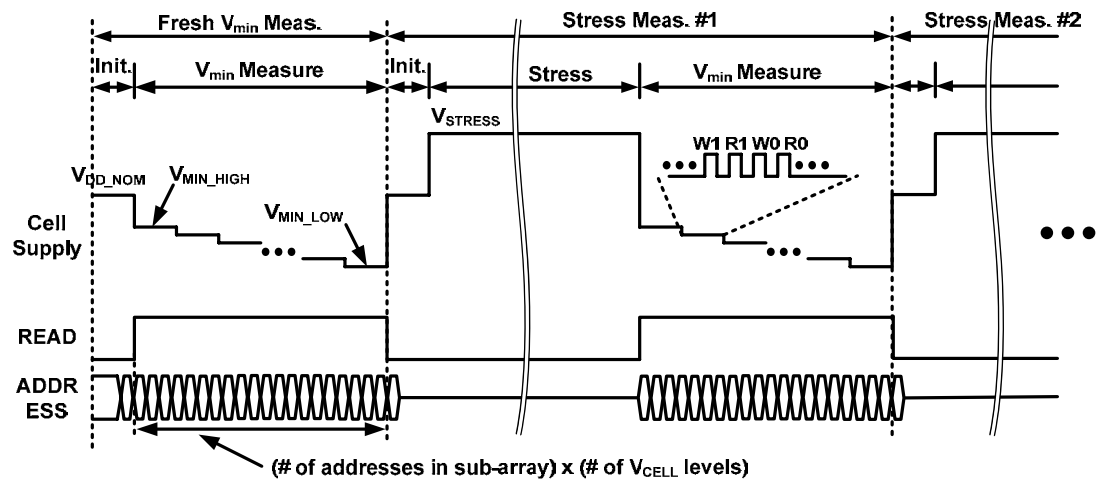 Fresh Vmin Meas.
Stress Meas. #1
Stress Meas. #2
Init.
Vmin Measure
Init.
Stress
Vmin Measure
VSTRESS
W1 R1 W0 R0
VDD_NOM
VMIN_HIGH
VMIN_LOW
Cell
Supply
READ
ADDR
ESS
(# of addresses in sub-array) x (# of VCELL levels)